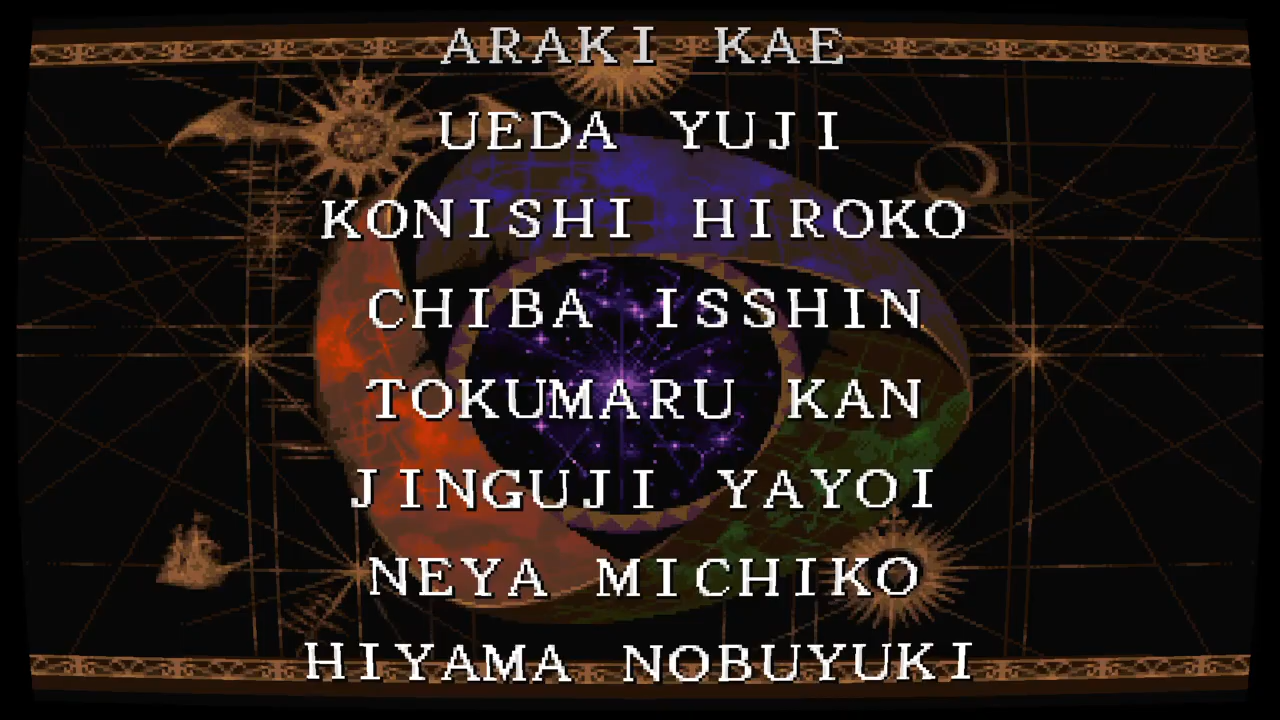 ARAKI KAE
UEDA YUJI
KONISHI HIROKO
CHIBA ISSHIN
TOKUMARU KAN
JINGUJI YAYOI
NEYA MICHIKO
HIYAMA NOBUYUKI